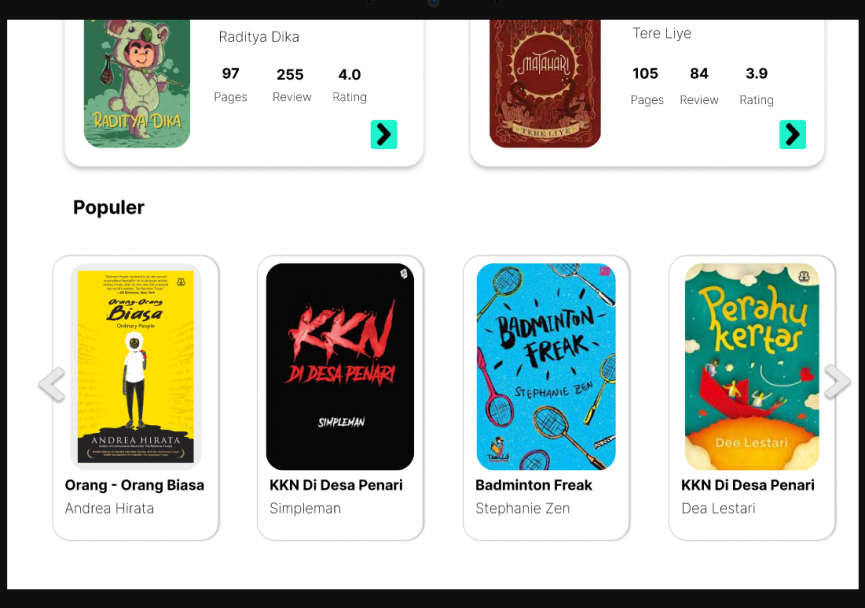 Raditya Dika
97 255 4.0
Pages Review Rating
RADITYA DIKA
Tere Liye
105 84 3.9
Pages Review Rating
MATAHARI
TERE LIYE
Populer
Orang-Orang
Biasa
Ordinary People
ANDREA HIRATA
Orang - Orang Biasa
Andrea Hirata
KKN
DI DESA PENARI
SIMPLEMAN
KKN Di Desa Penari
Simpleman
BADMINTON
FREAK
STEPHANIE ZEN
Badminton Freak
Stephanie Zen
Perahu
kertas
Dee Lestari
KKN Di Desa Penari
Dea Lestari